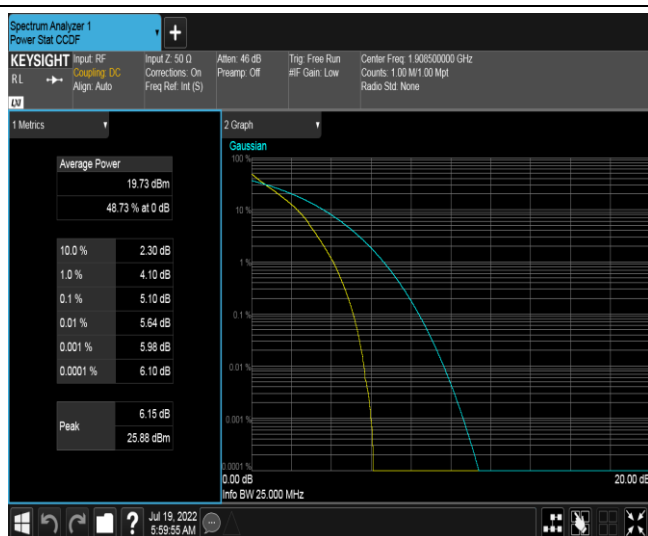 Spectrum Analyzer 1
Power Stat CCDF
+
KEYSIGHT Input: RF Input Z: 50 Ω Atten: 46 dB Trig: Free Run Center Freq: 1.908500000 GHz
RL Coupling: DC Corrections: On Preamp: Off #IF Gain: Low Counts: 1.00 M/1.00 Mpt
Align: Auto Freq Ref: Int (S) Radio Std: None
LXI
1 Metrics 2 Graph
Gaussian
Average Power
19.73 dBm
48.73 % at 0 dB
10.0 % 2.30 dB
1.0 % 4.10 dB
0.1 % 5.10 dB
0.01 % 5.64 dB
0.001 % 5.98 dB
0.0001 % 6.10 dB
Peak 6.15 dB
25.88 dBm
100 %
10 %
1 %
0.1 %
0.01 %
0.001 %
0.0001 %
0.00 dB 20.00 dB
Info BW 25.000 MHz
? Jul 19, 2022
5:59:55 AM